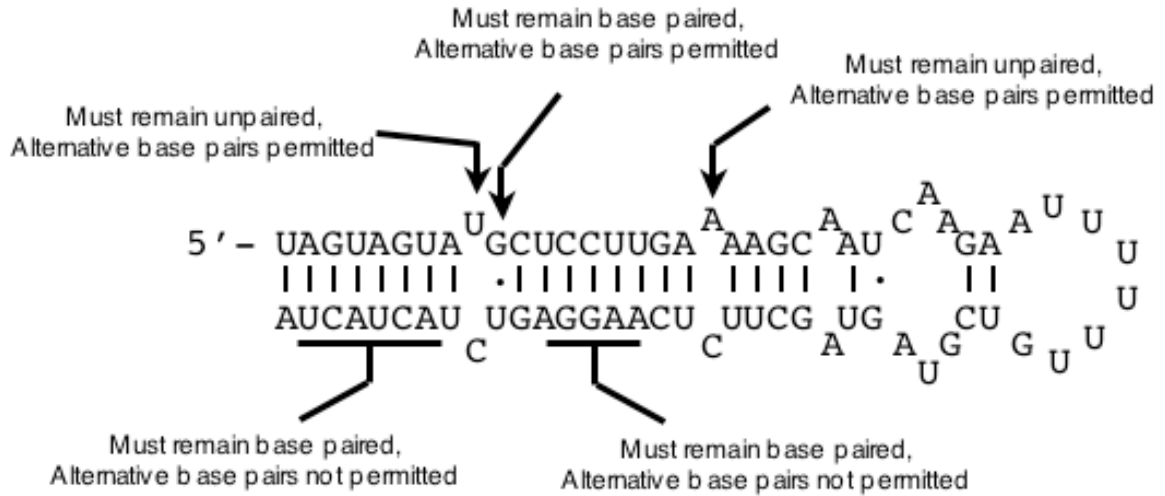 Must remain base paired,
Alternative base pairs permitted
Must remain unpaired,
Alternative base pairs permitted
Must remain unpaired,
Alternative base pairs permitted
5′– UAGUAGUA U GCUCCUUGA A AAGC A AU C A A GA A U U U
U
AUCAUCAU C UGAGGAACU C UUCG A UG A U G CU G U U
Must remain base paired,
Alternative base pairs not permitted
Must remain base paired,
Alternative base pairs not permitted